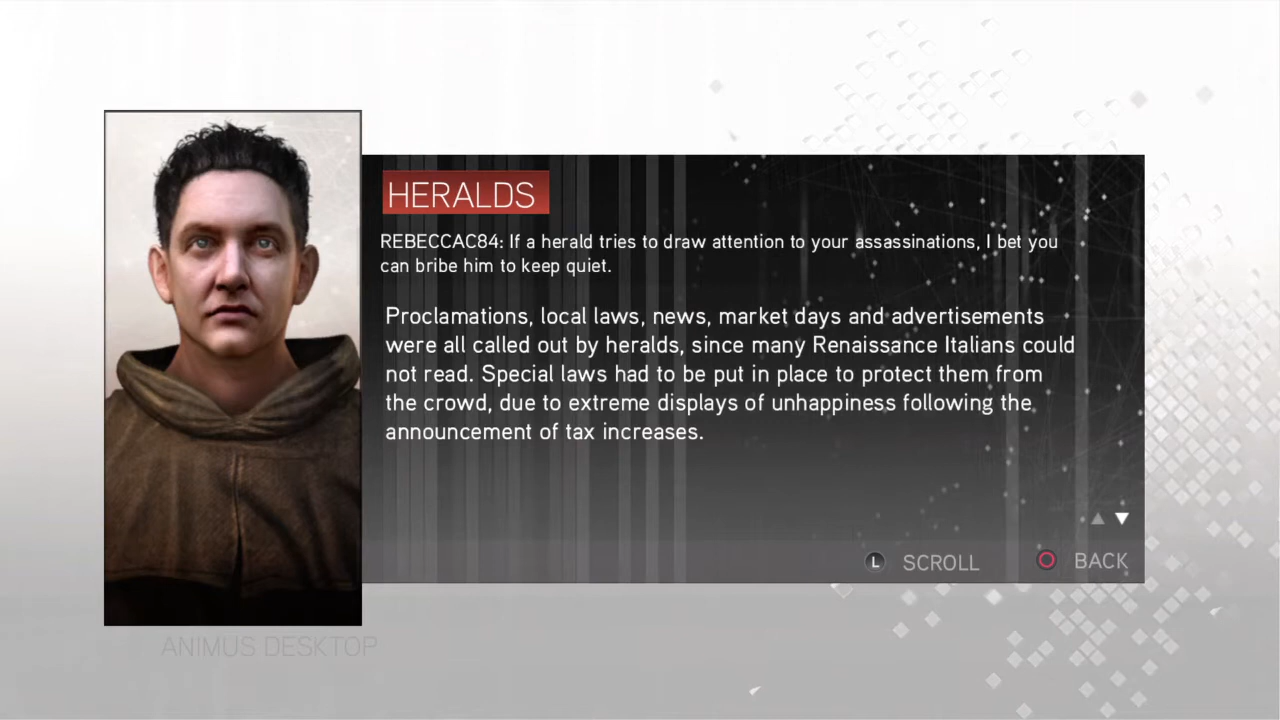 HERALDS
REBECCAC84: If a herald tries to draw attention to your assassinations, I bet you
can bribe him to keep quiet.
Proclamations, local laws, news, market days and advertisements
were all called out by heralds, since many Renaissance Italians could
not read. Special laws had to be put in place to protect them from
the crowd, due to extreme displays of unhappiness following the
announcement of tax increases.
L SCROLL BACK
ANIMUS DESKTOP